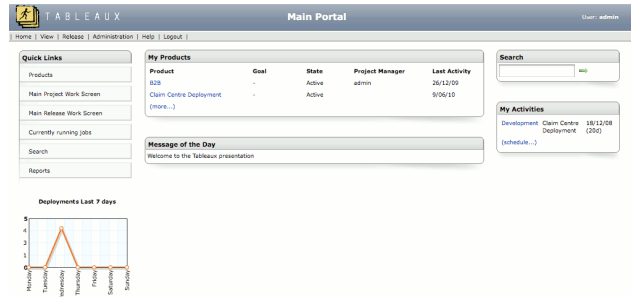 TABLEAUX
Main Portal
User: admin
| Home | View | Release | Administration | Help | Logout |
Quick Links
Products
Main Project Work Screen
Main Release Work Screen
Currently running jobs
Search
Reports
Deployments Last 7 days
5
4
3
1
0
Monday
Tuesday
Wednesday
Thursday
Friday
Saturday
Sunday
My Products
Product Goal State Project Manager Last Activity
B2B - Active admin 26/12/09
Claim Centre Deployment - Active 9/06/10
(more...)
Message of the Day
Welcome to the Tableaux presentation
Search
My Activities
Development Claim Centre 18/12/08
Deployment (20d)
(schedule...)